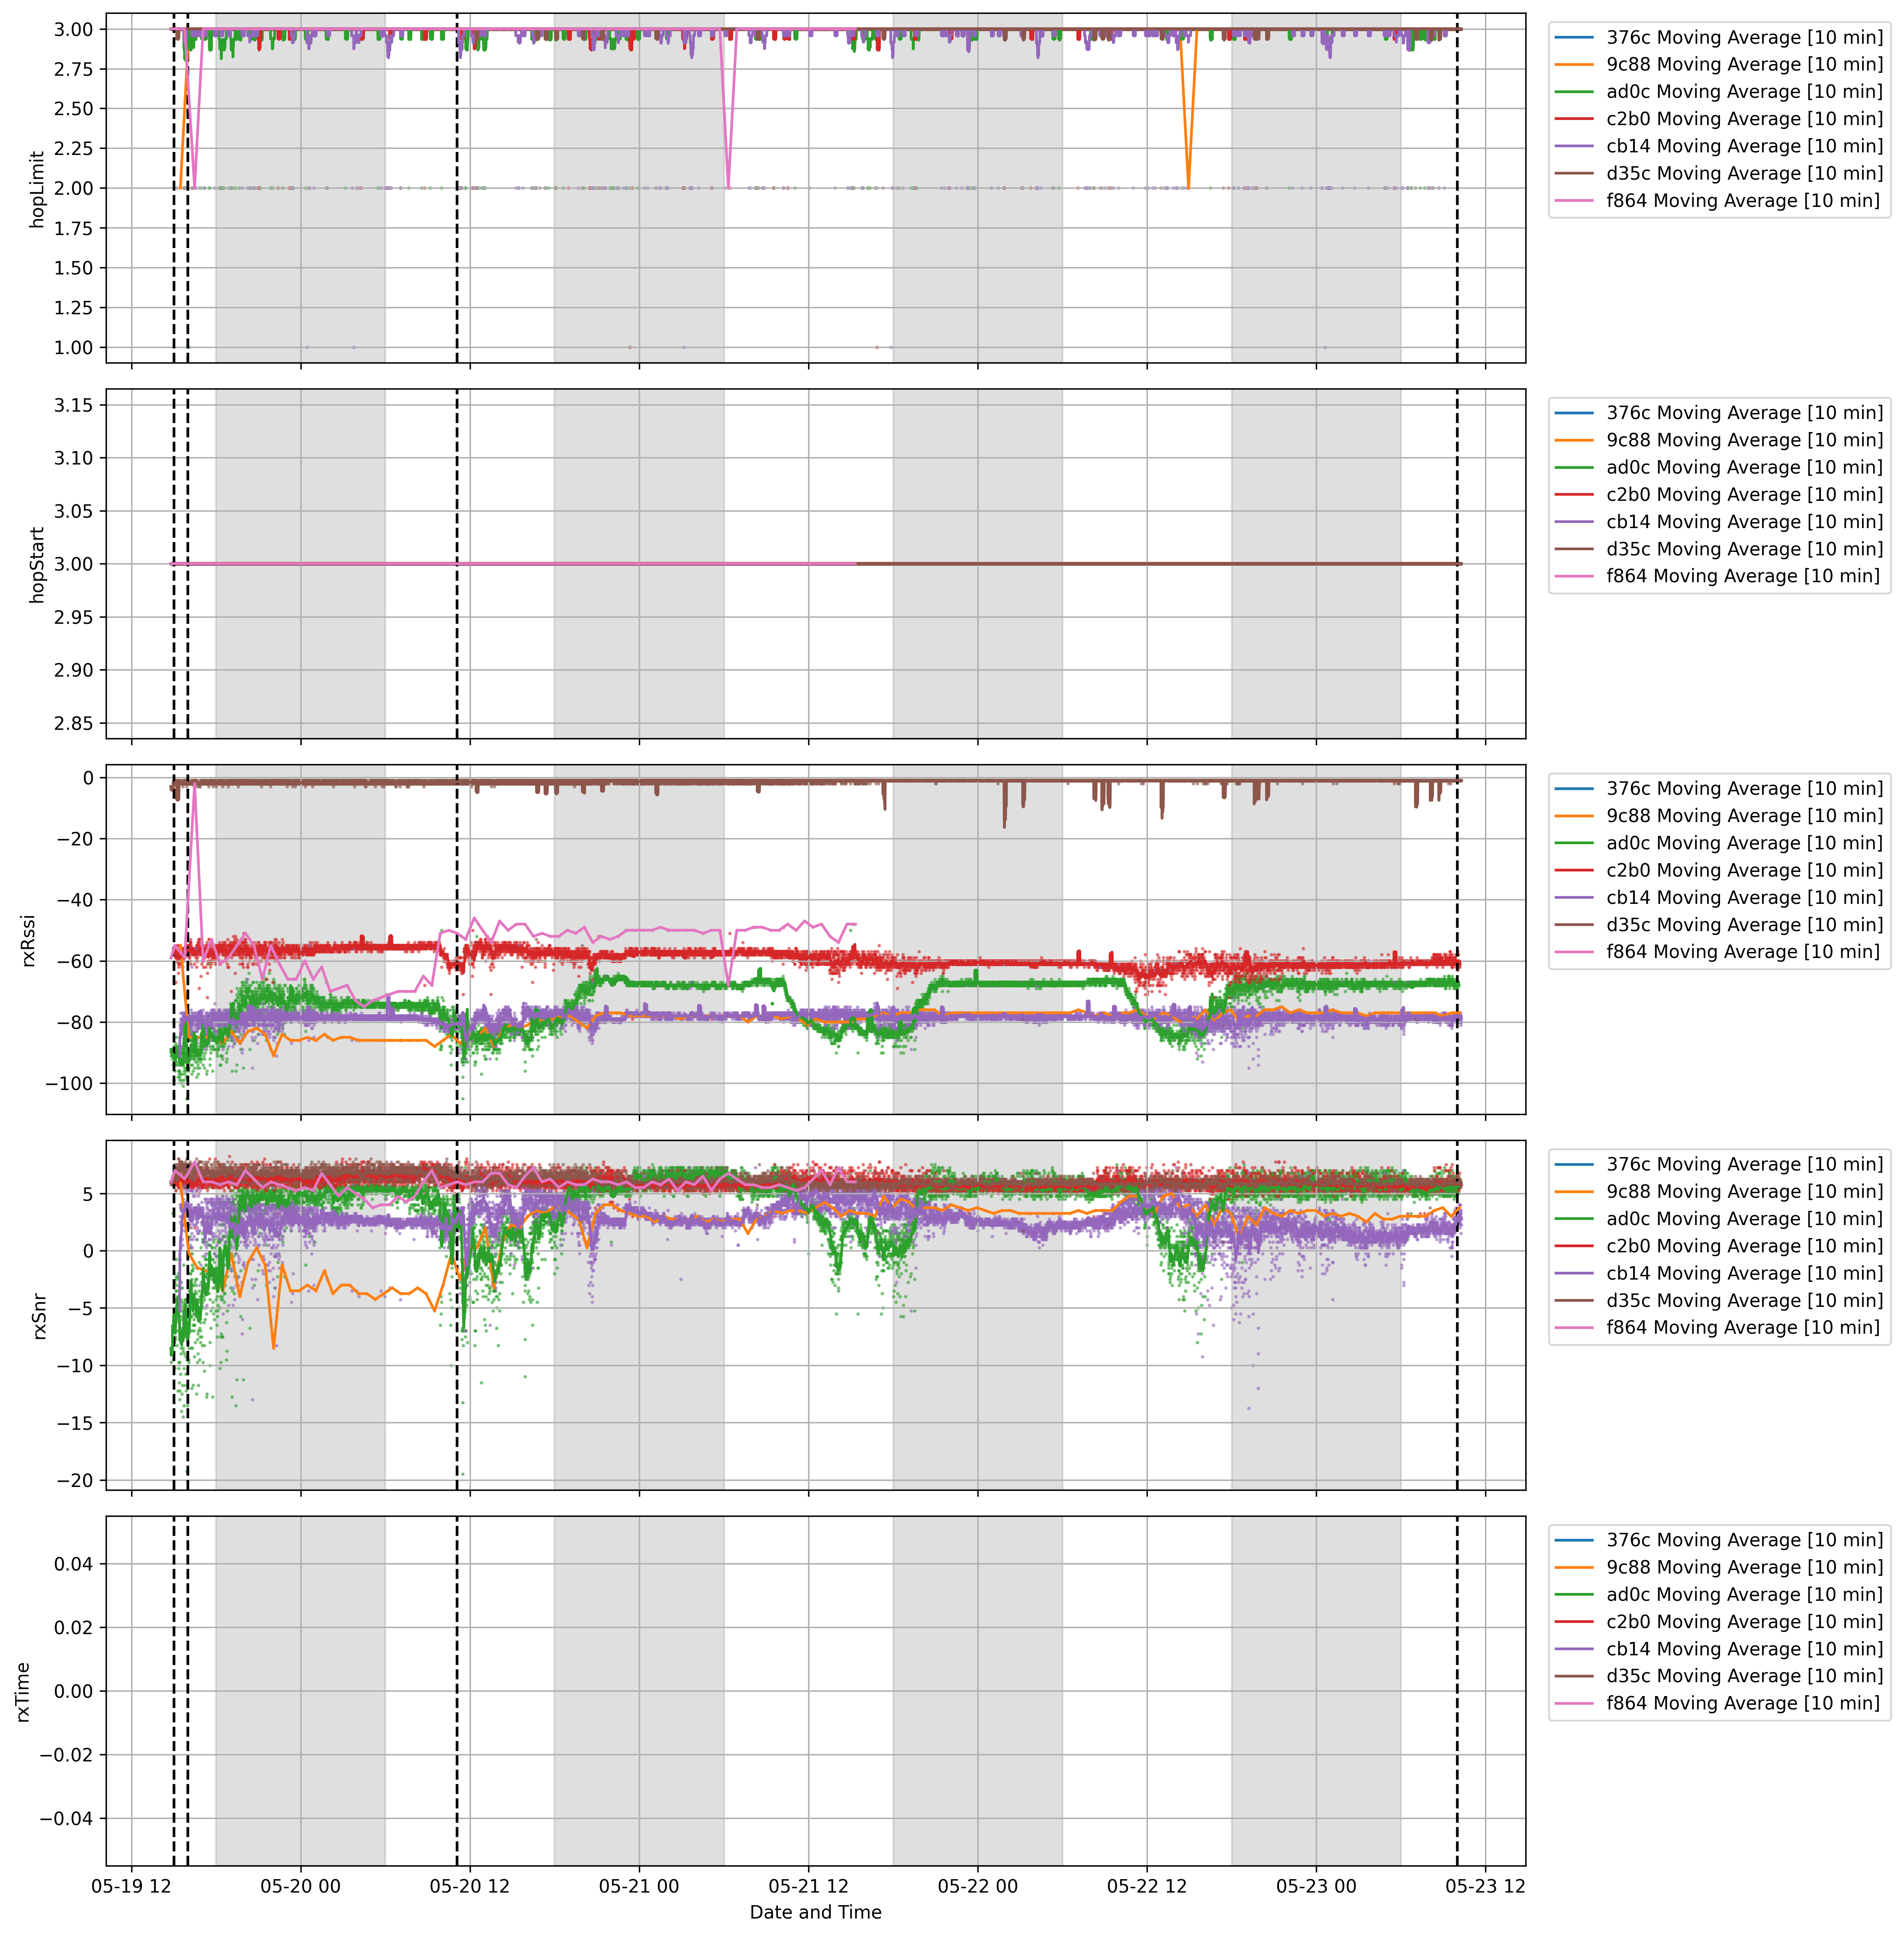 3.00
2.75
2.50
2.25
2.00
1.75
1.50
1.25
1.00
hopLimit
376c Moving Average [10 min]
9c88 Moving Average [10 min]
ad0c Moving Average [10 min]
c2b0 Moving Average [10 min]
cb14 Moving Average [10 min]
d35c Moving Average [10 min]
f864 Moving Average [10 min]
3.15
3.10
3.05
3.00
2.95
2.90
2.85
hopStart
376c Moving Average [10 min]
9c88 Moving Average [10 min]
ad0c Moving Average [10 min]
c2b0 Moving Average [10 min]
cb14 Moving Average [10 min]
d35c Moving Average [10 min]
f864 Moving Average [10 min]
0
−20
−40
−60
−80
−100
rxRssi
376c Moving Average [10 min]
9c88 Moving Average [10 min]
ad0c Moving Average [10 min]
c2b0 Moving Average [10 min]
cb14 Moving Average [10 min]
d35c Moving Average [10 min]
f864 Moving Average [10 min]
5
0
−5
−10
−15
−20
rxSnr
376c Moving Average [10 min]
9c88 Moving Average [10 min]
ad0c Moving Average [10 min]
c2b0 Moving Average [10 min]
cb14 Moving Average [10 min]
d35c Moving Average [10 min]
f864 Moving Average [10 min]
0.04
0.02
0.00
−0.02
−0.04
rxTime
376c Moving Average [10 min]
9c88 Moving Average [10 min]
ad0c Moving Average [10 min]
c2b0 Moving Average [10 min]
cb14 Moving Average [10 min]
d35c Moving Average [10 min]
f864 Moving Average [10 min]
05-19 12 05-20 00 05-20 12 05-21 00 05-21 12 05-22 00 05-22 12 05-23 00 05-23 12
Date and Time